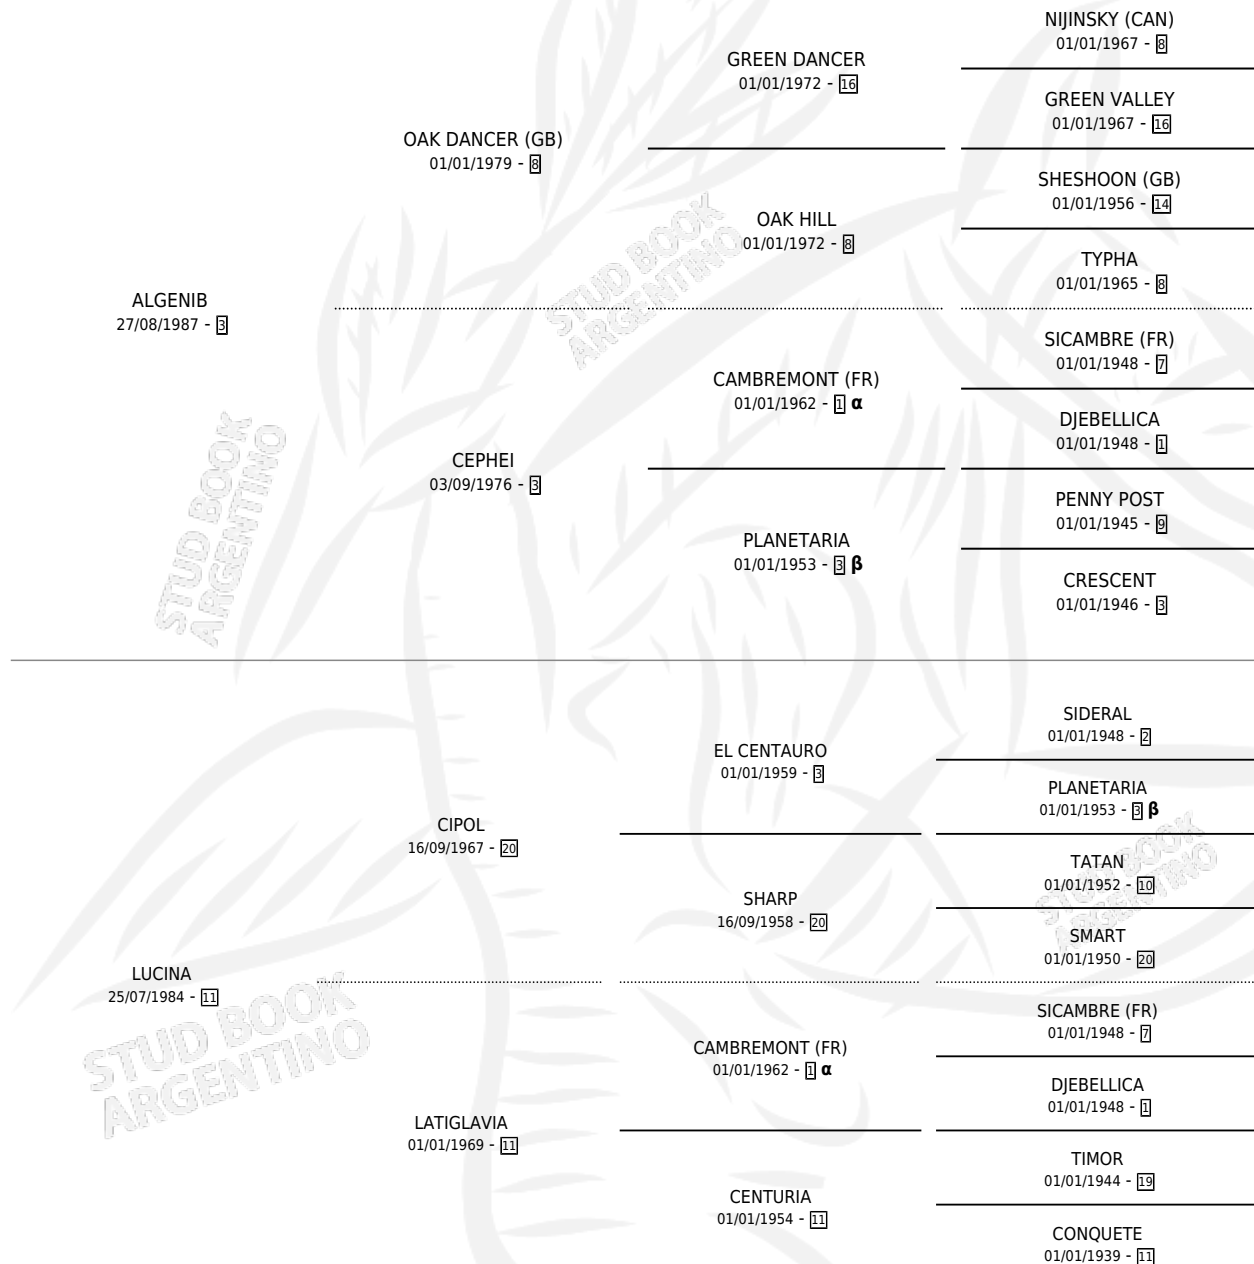 NIJINSKY (CAN)
01/01/1967 - 8
GREEN DANCER
01/01/1972 - 16
GREEN VALLEY
01/01/1967 - 16
OAK DANCER (GB)
01/01/1979 - 8
SHESHOON (GB)
01/01/1956 - 14
OAK HILL
01/01/1972 - 8
TYPHA
01/01/1965 - 8
ALGENIB
27/08/1987 - 3
SICAMBRE (FR)
01/01/1948 - 7
CAMBREMONT (FR)
01/01/1962 - 1 α
DJEBELLICA
01/01/1948 - 1
CEPHEI
03/09/1976 - 3
PENNY POST
01/01/1945 - 9
PLANETARIA
01/01/1953 - 3 β
CRESCENT
01/01/1946 - 3
SIDERAL
01/01/1948 - 2
EL CENTAURO
01/01/1959 - 3
PLANETARIA
01/01/1953 - 3 β
CIPOL
16/09/1967 - 20
TATAN
01/01/1952 - 10
SHARP
16/09/1958 - 20
SMART
01/01/1950 - 20
LUCINA
25/07/1984 - 11
SICAMBRE (FR)
01/01/1948 - 7
CAMBREMONT (FR)
01/01/1962 - 1 α
DJEBELLICA
01/01/1948 - 1
LATIGLAVIA
01/01/1969 - 11
TIMOR
01/01/1944 - 19
CENTURIA
01/01/1954 - 11
CONQUETE
01/01/1939 - 11
STUD BOOK
ARGENTINO
STUD BOOK
ARGENTINO
STUD BOOK
ARGENTINO
STUD BOOK
ARGENTINO